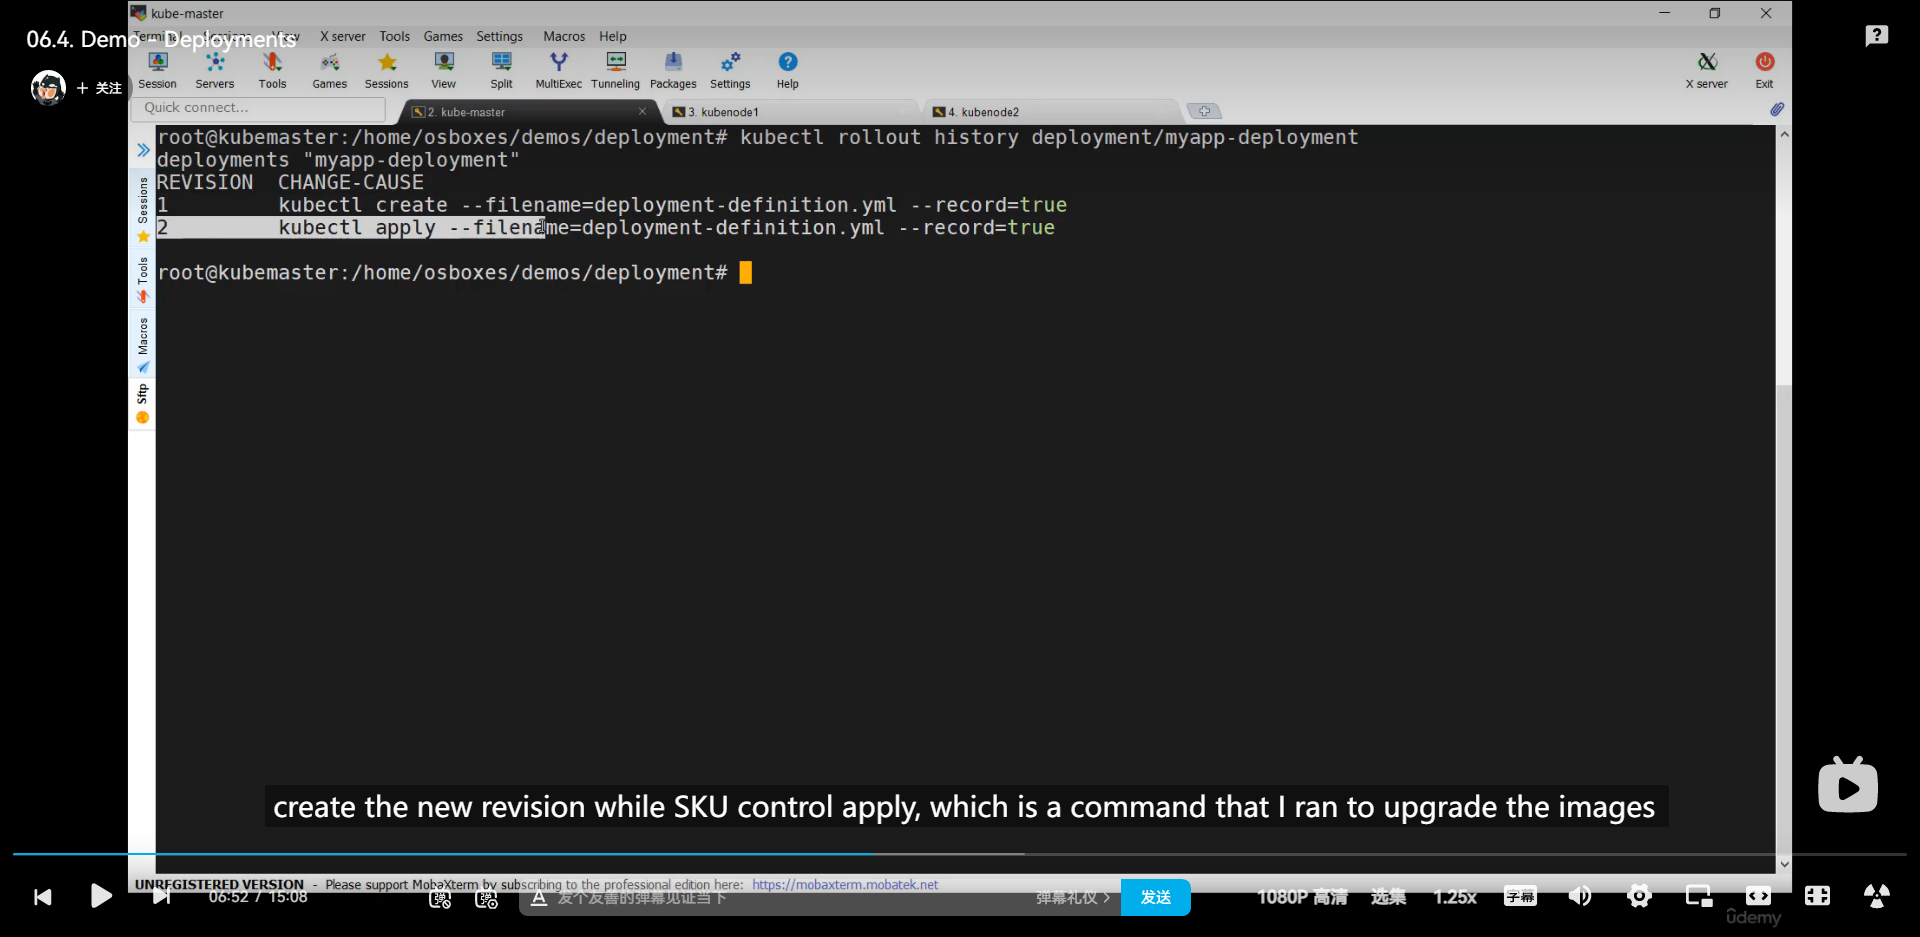 kube-master
06.4. Demo - Deployments
Terminal Sessions View X server Tools Games Settings Macros Help
+ 关注
Session Servers Tools Games Sessions View Split MultiExec Tunneling Packages Settings Help X server Exit
Quick connect...
2. kube-master
3. kubenode1
4. kubenode2
root@kubemaster:/home/osboxes/demos/deployment# kubectl rollout history deployment/myapp-deployment
deployments "myapp-deployment"
REVISION CHANGE-CAUSE
1 kubectl create --filename=deployment-definition.yml --record=true
2 kubectl apply --filename=deployment-definition.yml --record=true
root@kubemaster:/home/osboxes/demos/deployment#
Sessions
Tools
Macros
Sftp
create the new revision while SKU control apply, which is a command that I ran to upgrade the images
UNREGISTERED VERSION - Please support MobaXterm by subscribing to the professional edition here: https://mobaxterm.mobatek.net
06:52 / 15:08
弹
弹
A 发个友善的弹幕见证当下
弹幕礼仪 >
发送
1080P 高清
选集
1.25x
字幕
ûdemy